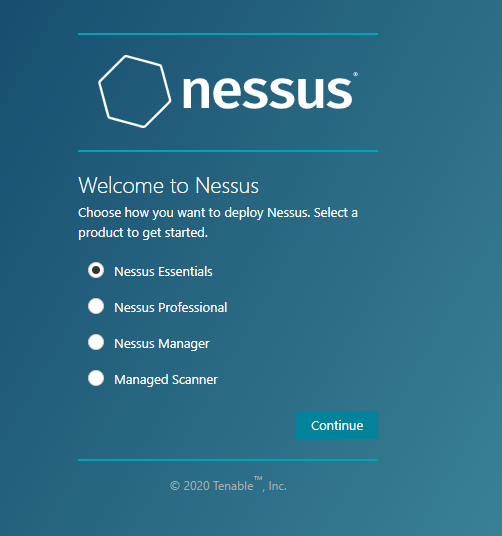 nessus®
Welcome to Nessus
Choose how you want to deploy Nessus. Select a
product to get started.
Nessus Essentials
Nessus Professional
Nessus Manager
Managed Scanner
Continue
© 2020 Tenable™, Inc.